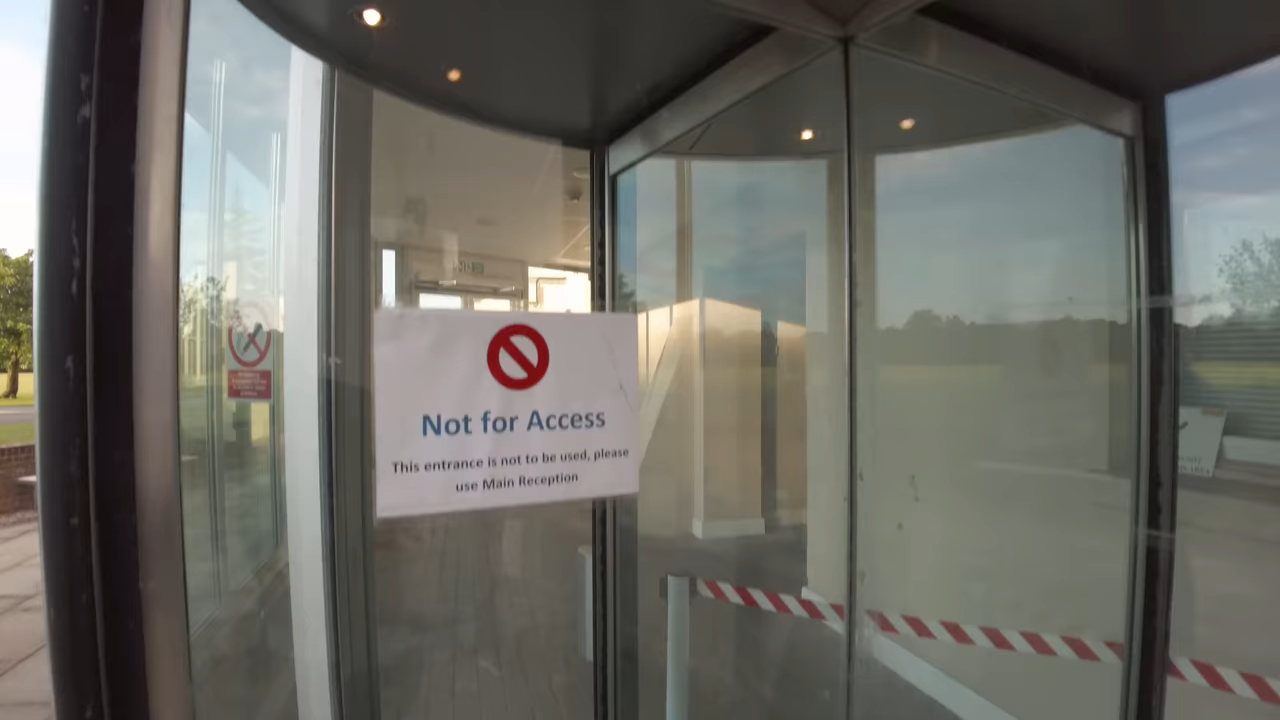 Not for Access
This entrance is not to be used, please
use Main Reception